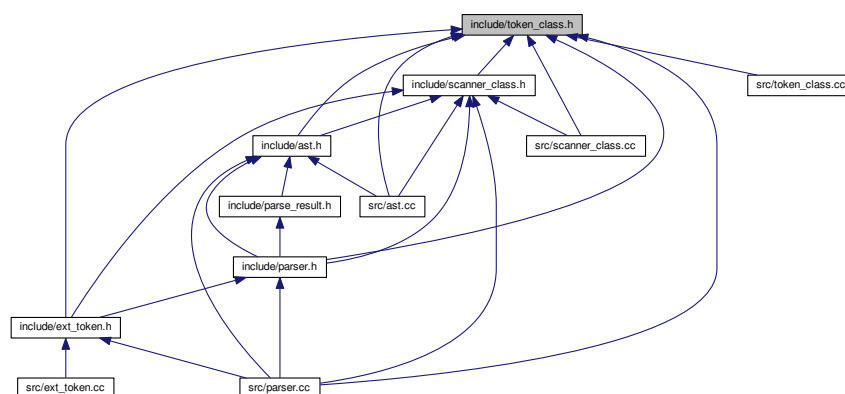 include/token_class.h
include/scanner_class.h
src/token_class.cc
include/ast.h
src/scanner_class.cc
include/parse_result.h
src/ast.cc
include/parser.h
include/ext_token.h
src/ext_token.cc
src/parser.cc